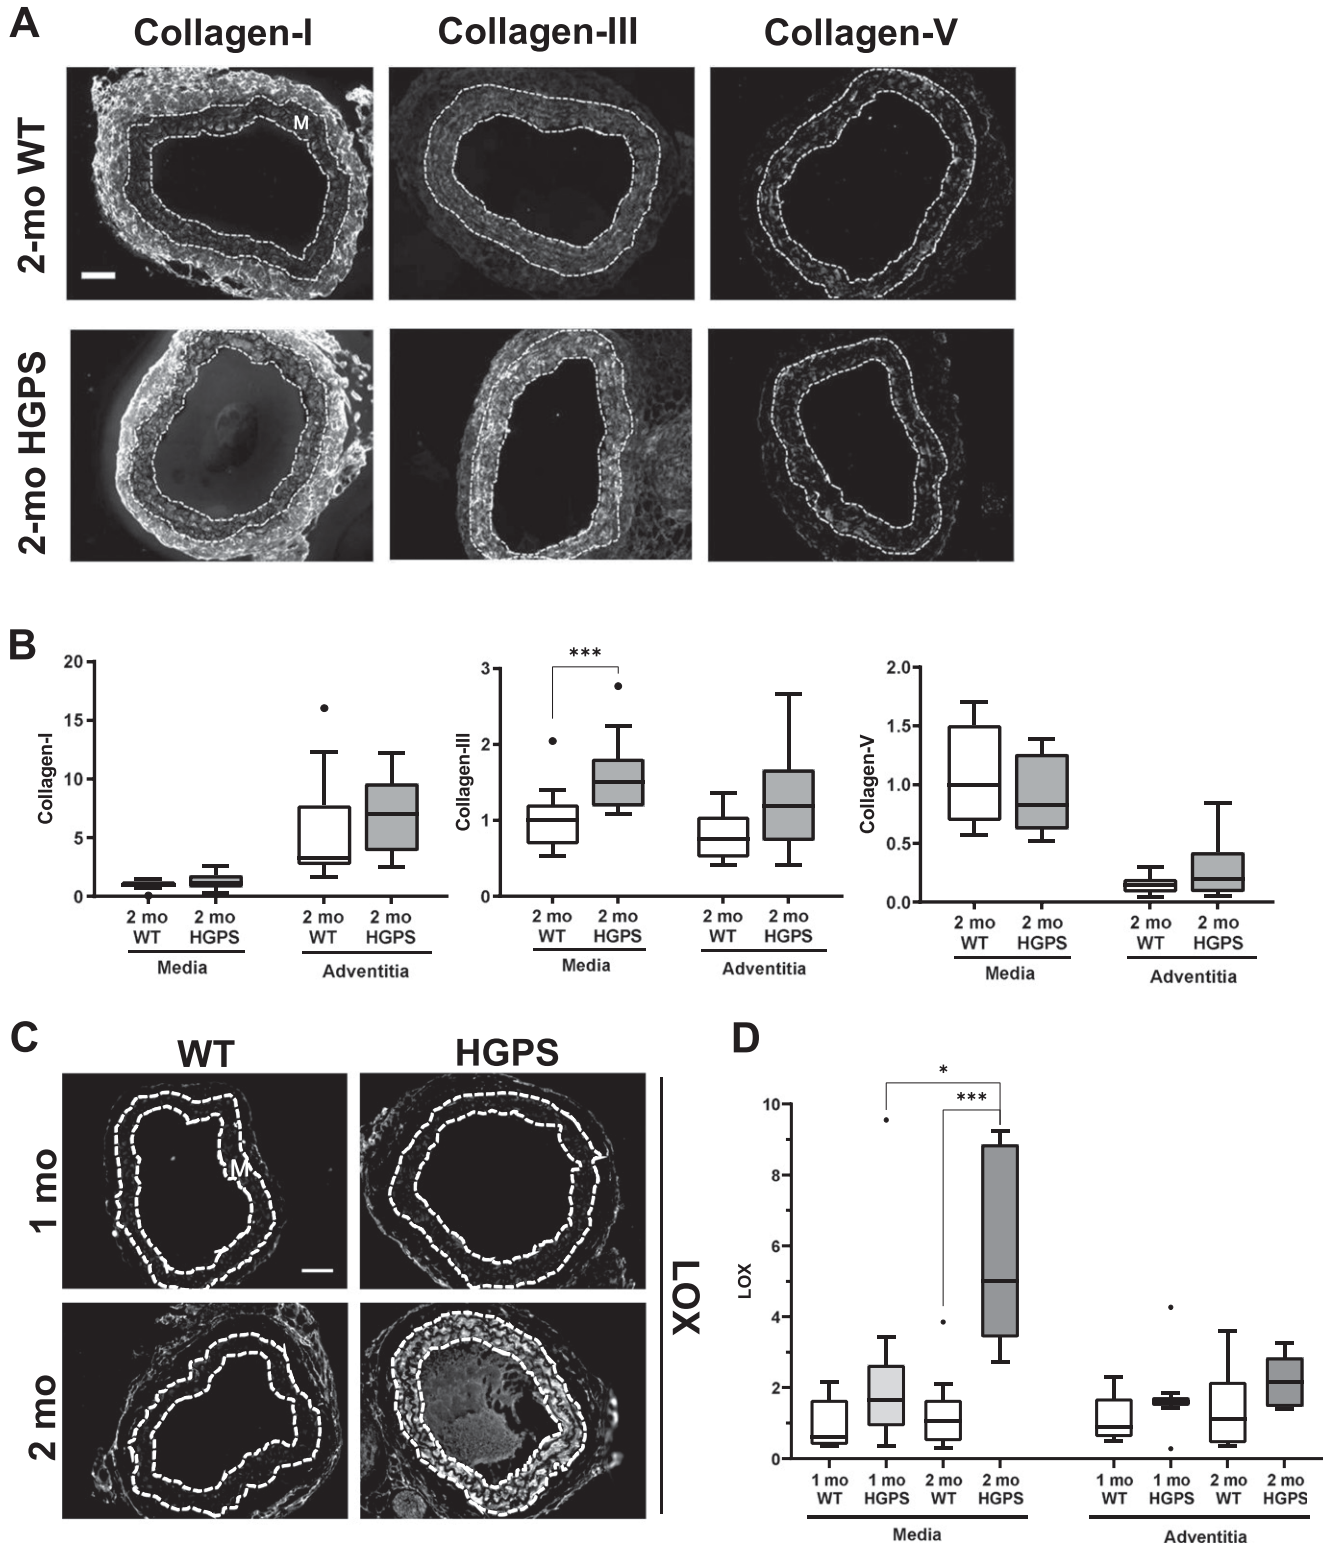 A
Collagen-I
Collagen-III
Collagen-V
2-mo WT
M
2-mo HGPS
B
Collagen-I
20
15
10
5
0
2 mo WT
2 mo HGPS
2 mo WT
2 mo HGPS
Media
Adventitia
Collagen-III
3
2
1
0
***
2 mo WT
2 mo HGPS
2 mo WT
2 mo HGPS
Media
Adventitia
Collagen-V
2.0
1.5
1.0
0.5
0.0
2 mo WT
2 mo HGPS
2 mo WT
2 mo HGPS
Media
Adventitia
C
WT
HGPS
1 mo
M
2 mo
LOX
D
LOX
10
8
6
4
2
0
*
***
1 mo WT
1 mo HGPS
2 mo WT
2 mo HGPS
1 mo WT
1 mo HGPS
2 mo WT
2 mo HGPS
Media
Adventitia